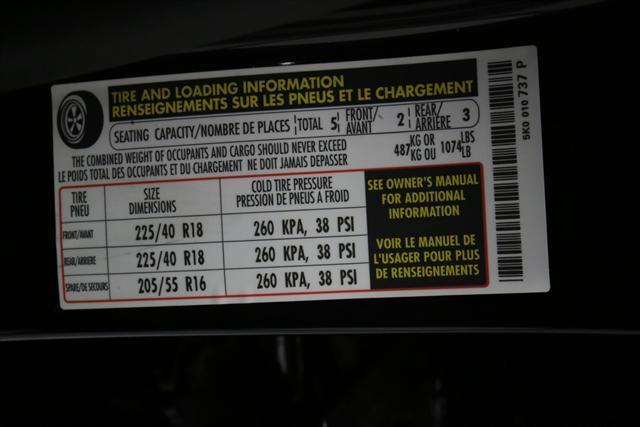 TIRE AND LOADING INFORMATION
RENSEIGNEMENTS SUR LES PNEUS ET LE CHARGEMENT
SEATING CAPACITY/NOMBRE DE PLACES TOTAL 5 FRONT/AVANT 2 REAR/ARRIÈRE 3
THE COMBINED WEIGHT OF OCCUPANTS AND CARGO SHOULD NEVER EXCEED
LE POIDS TOTAL DES OCCUPANTS ET DU CHARGEMENT NE DOIT JAMAIS DEPASSER
487 KG OR KG OU 1074 LBS LB
TIRE PNEU SIZE DIMENSIONS COLD TIRE PRESSURE PRESSION DE PNEUS A FROID
FRONT/AVANT 225/40 R18 260 KPA, 38 PSI
REAR/ARRIERE 225/40 R18 260 KPA, 38 PSI
SPARE/DE SECOURS 205/55 R16 260 KPA, 38 PSI
SEE OWNER'S MANUAL
FOR ADDITIONAL
INFORMATION
VOIR LE MANUEL DE
L'USAGER POUR PLUS
DE RENSEIGNEMENTS
5K0 010 737 P